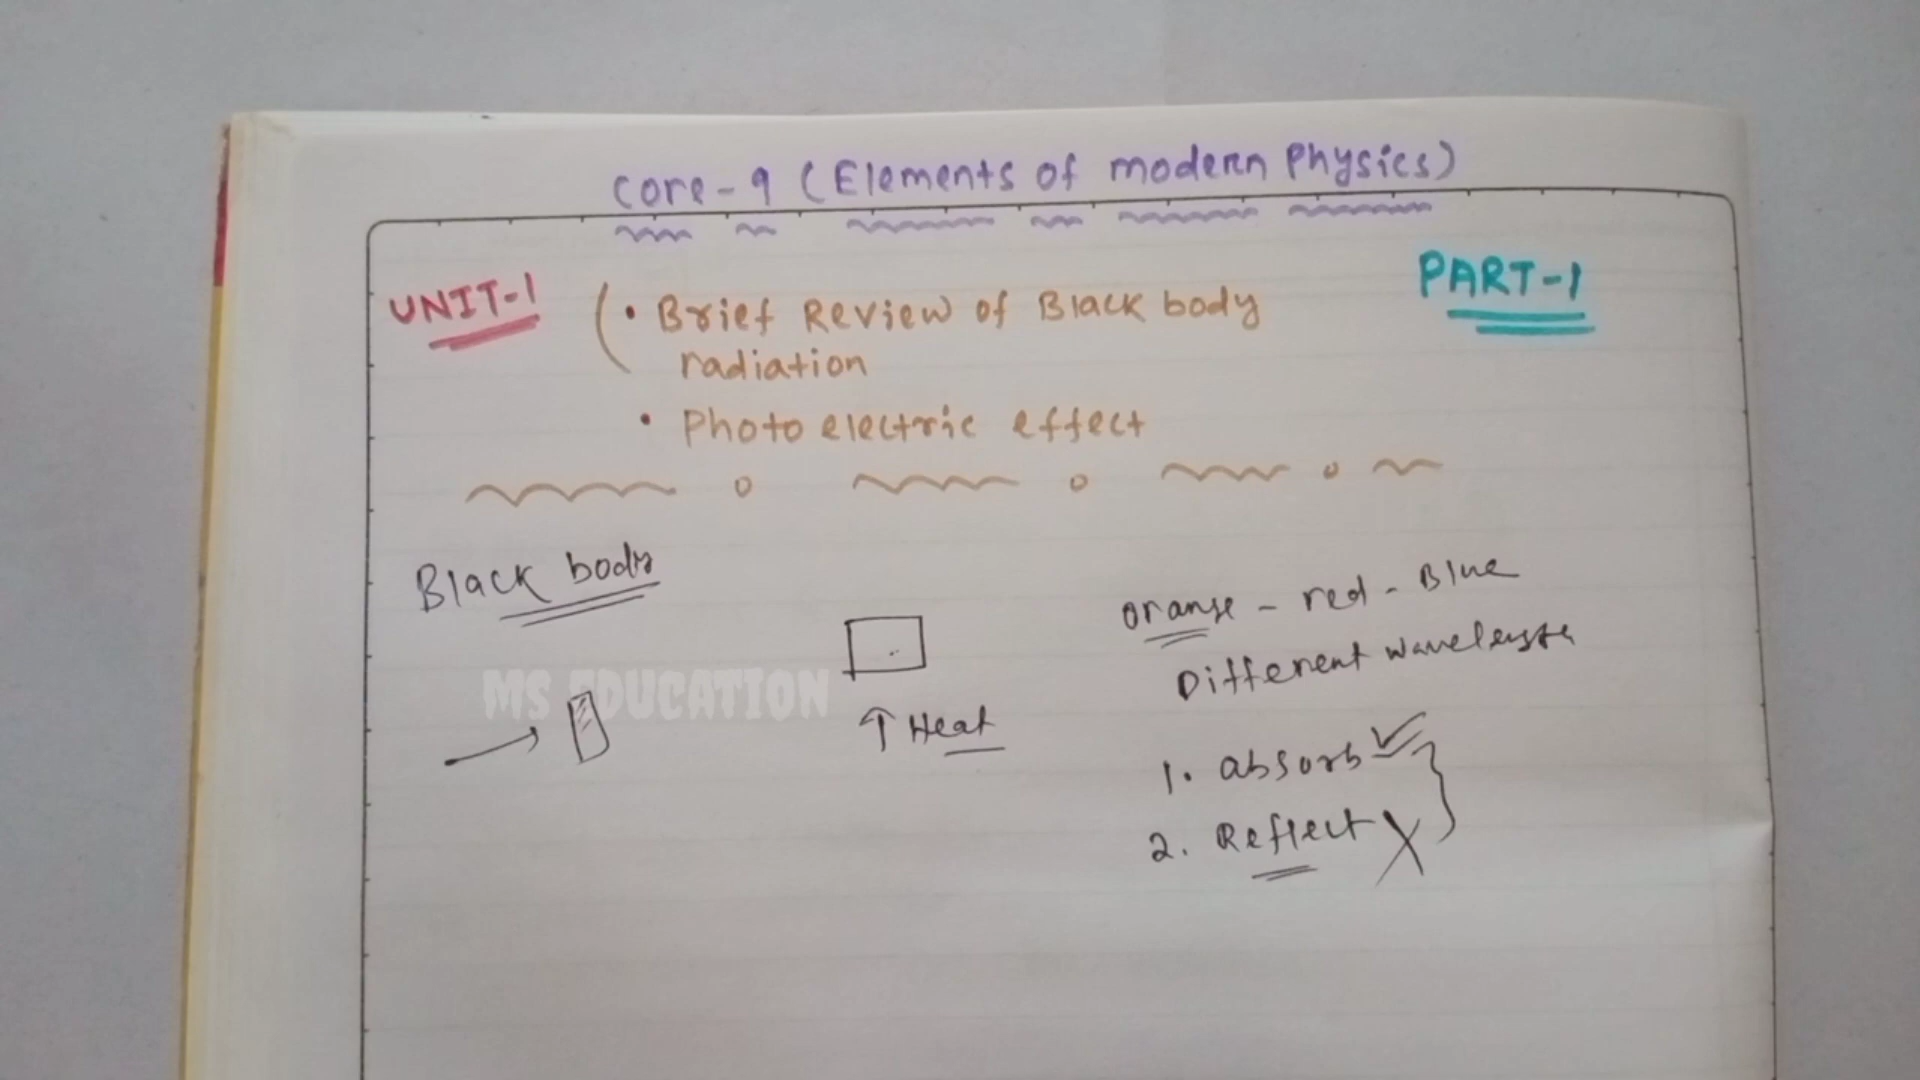 Core-9 (Elements of modern Physics)
UNIT-1
PART-1
• Brief Review of Black body
radiation
• Photo electric effect
Black body
orange - red - Blue
Different wavelength
MS EDUCATION
↑ Heat
1. absorb ✓
2. Reflect X